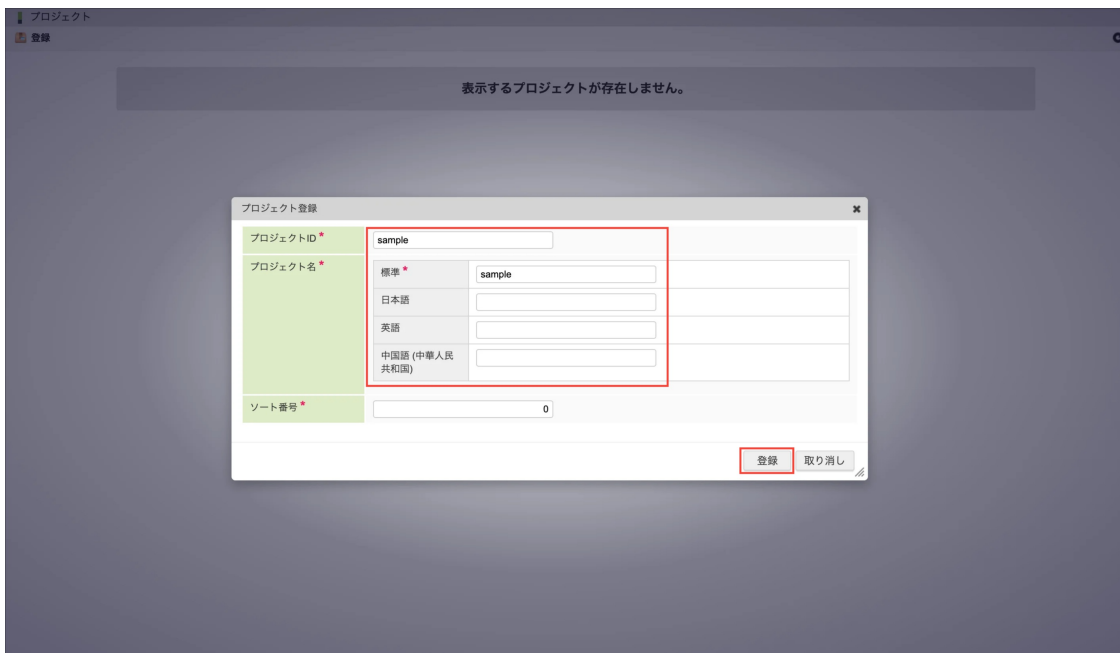 プロジェクト
登録
表示するプロジェクトが存在しません。
プロジェクト登録
プロジェクトID *
sample
プロジェクト名 *
標準 *
sample
日本語
英語
中国語 (中華人民
共和国)
ソート番号 *
0
登録
取り消し